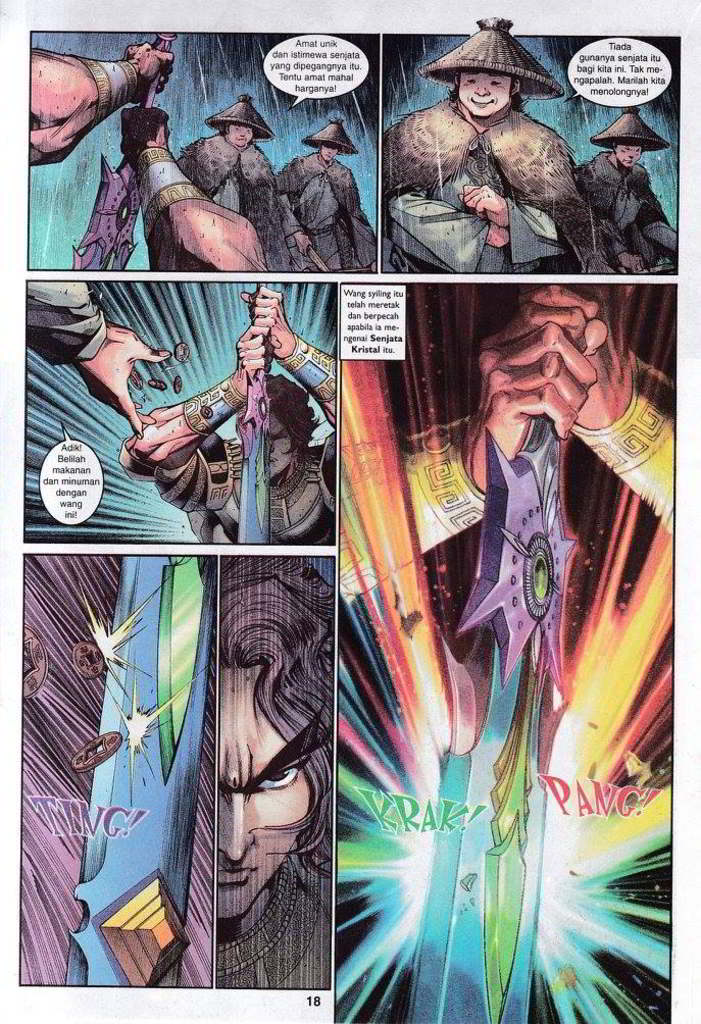 Amat unik
dan istimewa senjata
yang dipegangnya itu.
Tentu amat mahal
harganya!
Tiada
gunanya senjata itu
bagi kita ini. Tak me-
ngapalah. Marilah kita
menolongnya!
Adik!
Belilah
makanan
dan minuman
dengan
wang
ini!
Wang syiling itu
telah meretak
dan berpecah
apabila ia me-
ngenai Senjata
Kristal itu.
TING!
KRAK!
PANG!
18